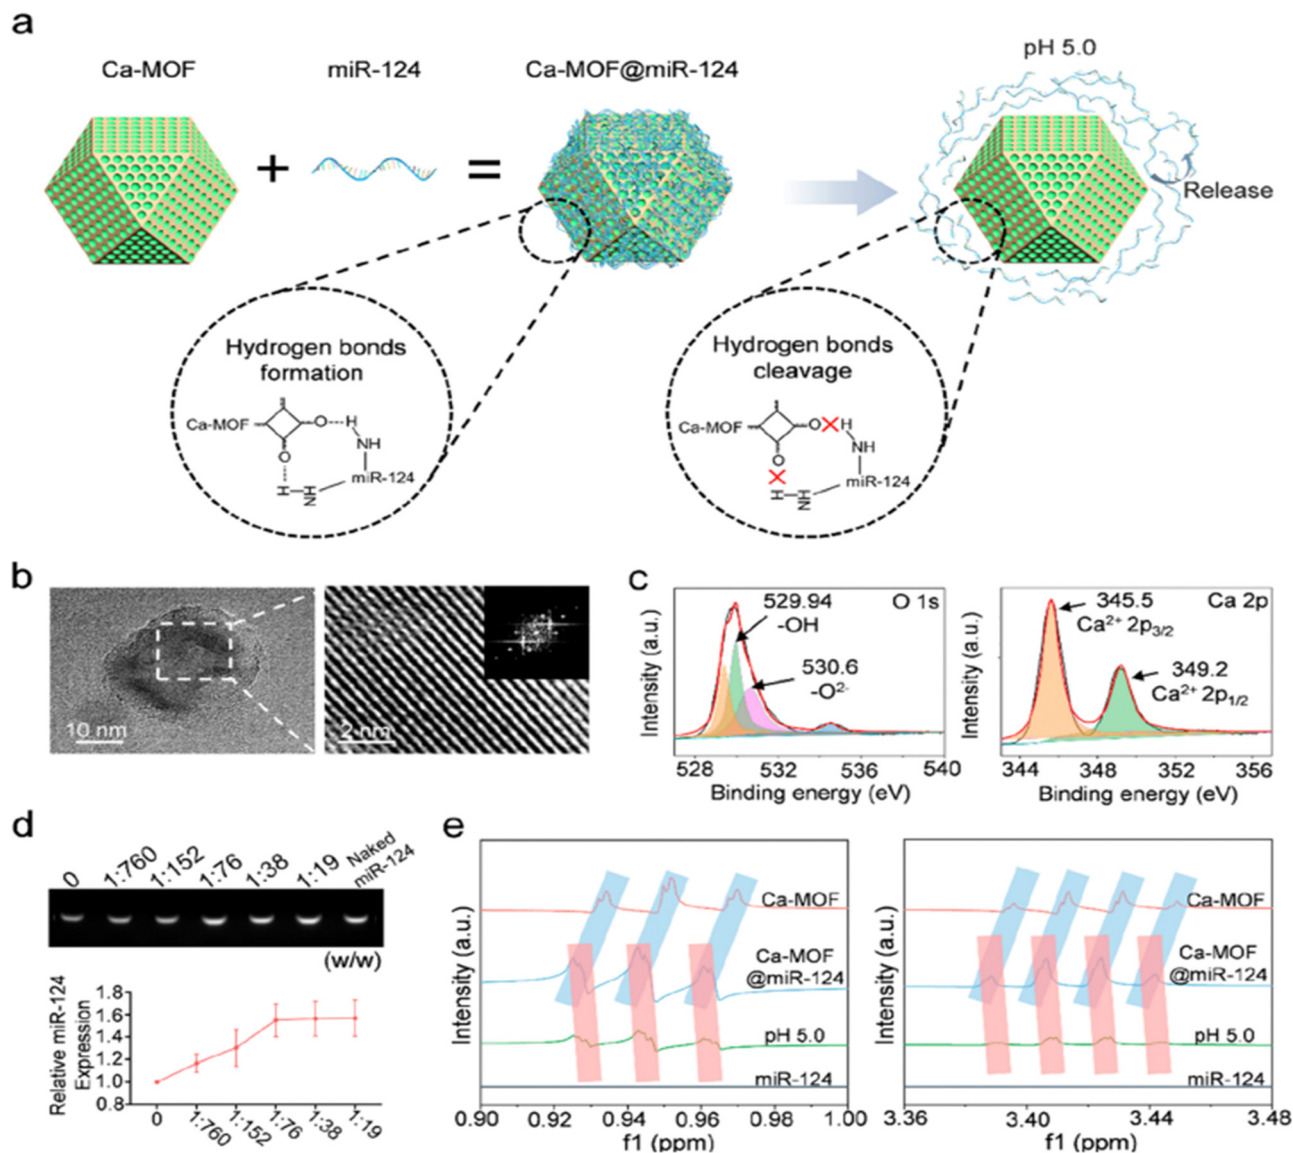 a
Ca-MOF
miR-124
Ca-MOF@miR-124
pH 5.0
+
=
Release
Hydrogen bonds
formation
Ca-MOF
O
H
NH
O
miR-124
H
N
H
Hydrogen bonds
cleavage
Ca-MOF
O
H
NH
O
miR-124
H
N
H
b
10 nm
2 nm
c
529.94
-OH
O 1s
530.6
-O²⁻
Intensity (a.u.)
528 532 536 540
Binding energy (eV)
345.5
Ca²⁺ 2p3/2
Ca 2p
349.2
Ca²⁺ 2p1/2
Intensity (a.u.)
344 348 352 356
Binding energy (eV)
d
0 1:760 1:152 1:76 1:38 1:19 Naked
miR-124
(w/w)
Relative miR-124
Expression
1.8
1.6
1.4
1.2
1.0
0.8
0 1:760 1:152 1:76 1:38 1:19
e
Intensity (a.u.)
Ca-MOF
Ca-MOF
@miR-124
pH 5.0
miR-124
0.90 0.92 0.94 0.96 0.98 1.00
f1 (ppm)
Intensity (a.u.)
Ca-MOF
Ca-MOF
@miR-124
pH 5.0
miR-124
3.36 3.40 3.44 3.48
f1 (ppm)